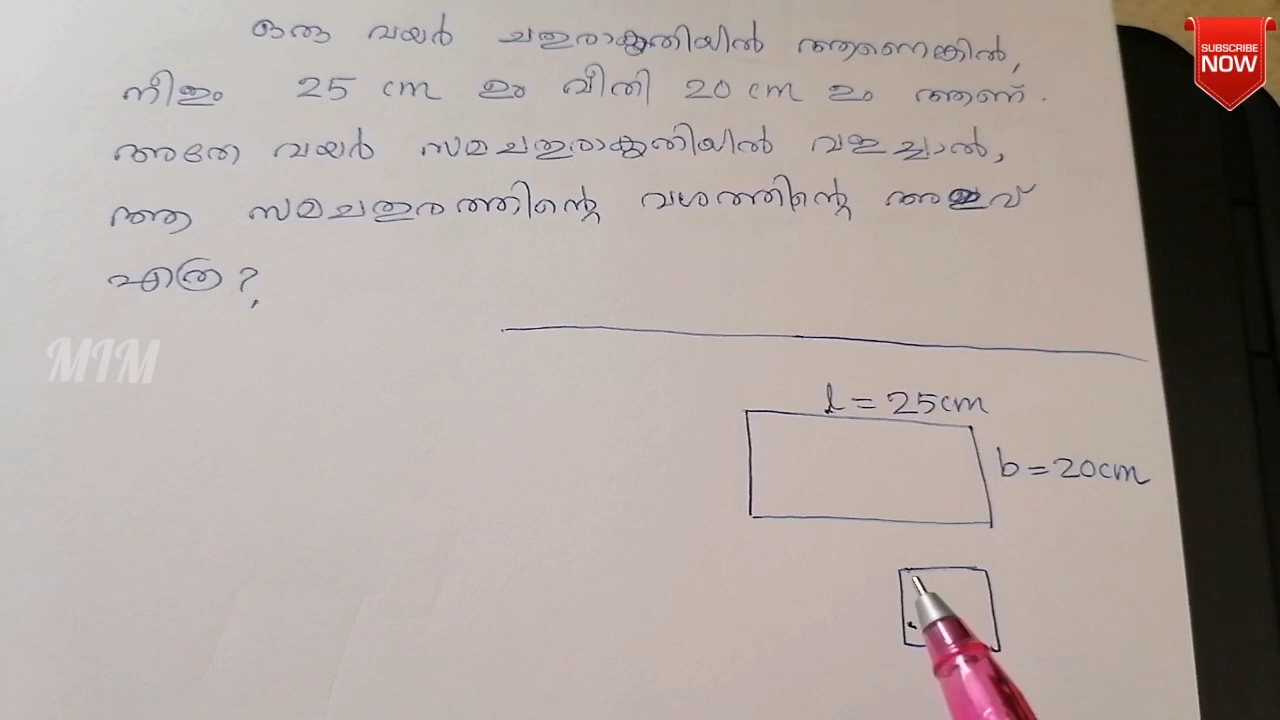 ഒരു വയർ ചതുരാകൃതിയിൽ ആണെങ്കിൽ,
നീളം 25 cm ഉം വീതി 20 cm ഉം ആണ്.
അതേ വയർ സമചതുരാകൃതിയിൽ വളച്ചാൽ,
ആ സമചതുരത്തിന്റെ വശത്തിന്റെ അളവ്
എത്ര?
SUBSCRIBE
NOW
MIM
l = 25cm
b = 20cm